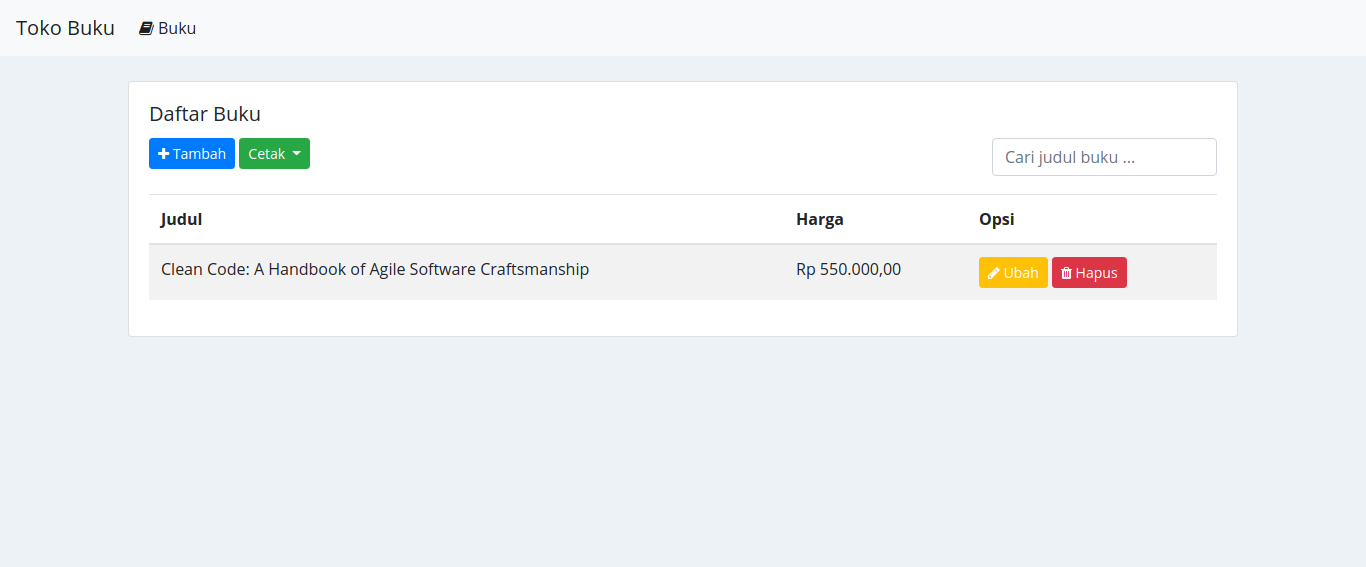 Toko Buku Buku
Daftar Buku
Tambah Cetak Cari judul buku ...
Judul Harga Opsi
Clean Code: A Handbook of Agile Software Craftsmanship Rp 550.000,00 Ubah Hapus